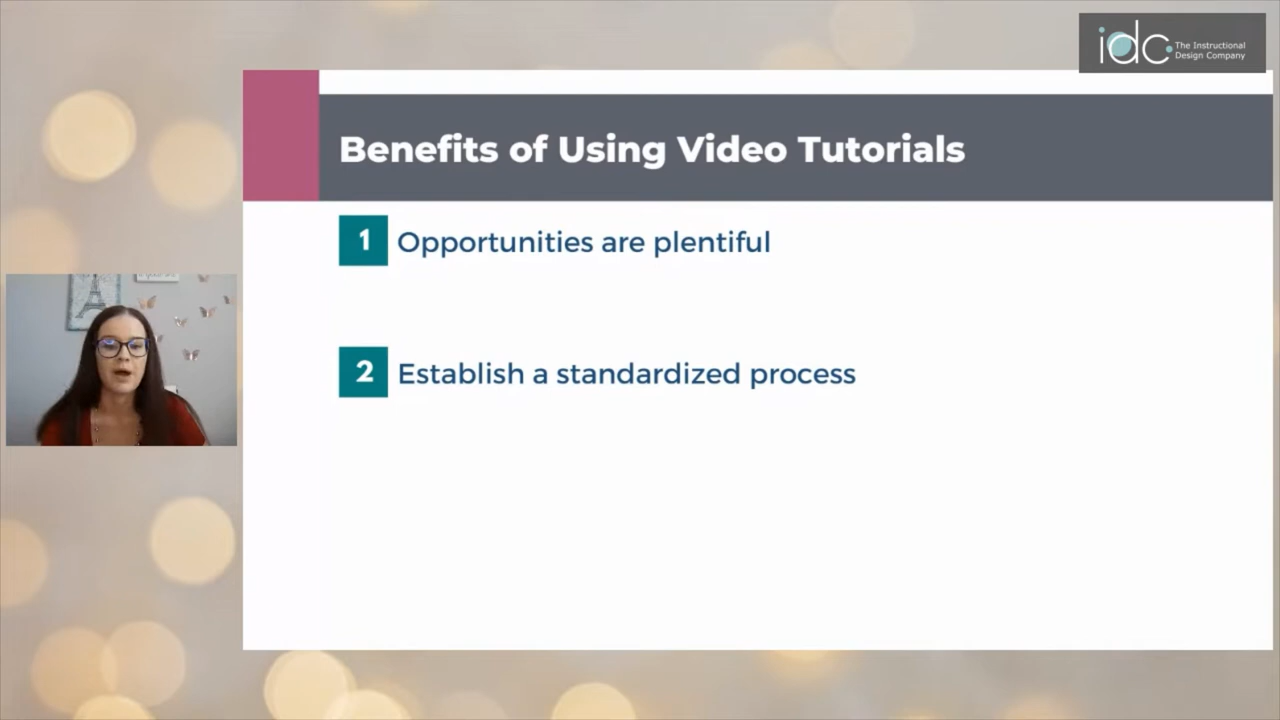 idc
The Instructional
Design Company
Benefits of Using Video Tutorials
1 Opportunities are plentiful
2 Establish a standardized process